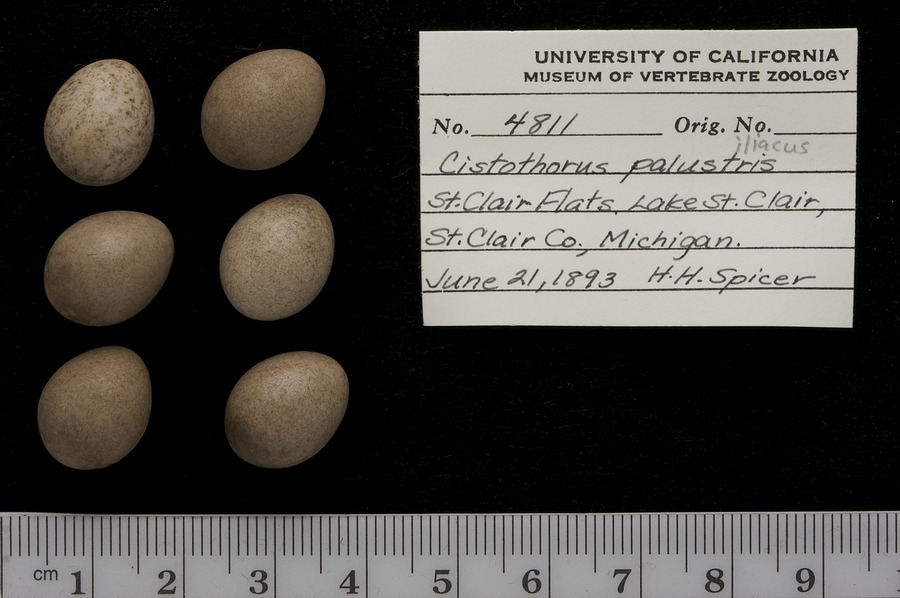 UNIVERSITY OF CALIFORNIA
MUSEUM OF VERTEBRATE ZOOLOGY
No. 4811 Orig. No.
iliacus
Cistothorus palustris
St. Clair Flats, Lake St. Clair,
St. Clair Co., Michigan.
June 21, 1893 H.H. Spicer
cm 1 2 3 4 5 6 7 8 9 1